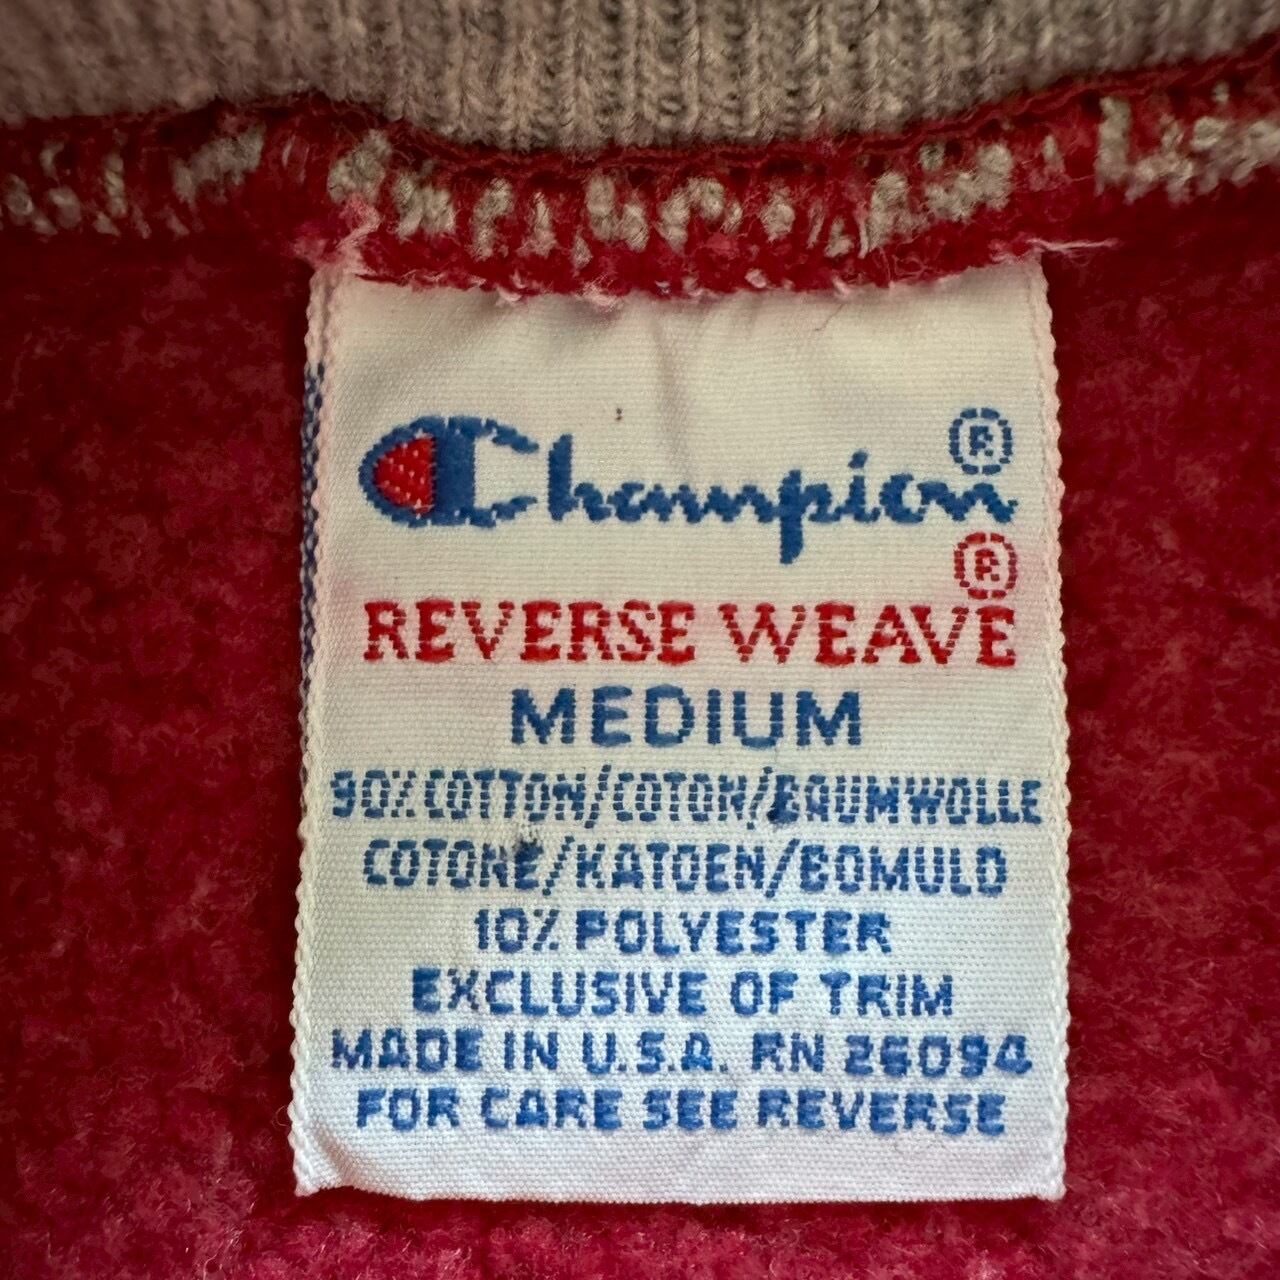 Champion®
REVERSE WEAVE®
MEDIUM
90% COTTON/COTON/BAUMWOLLE
COTONE/KATOEN/BOMULD
10% POLYESTER
EXCLUSIVE OF TRIM
MADE IN U.S.A. RN 26094
FOR CARE SEE REVERSE